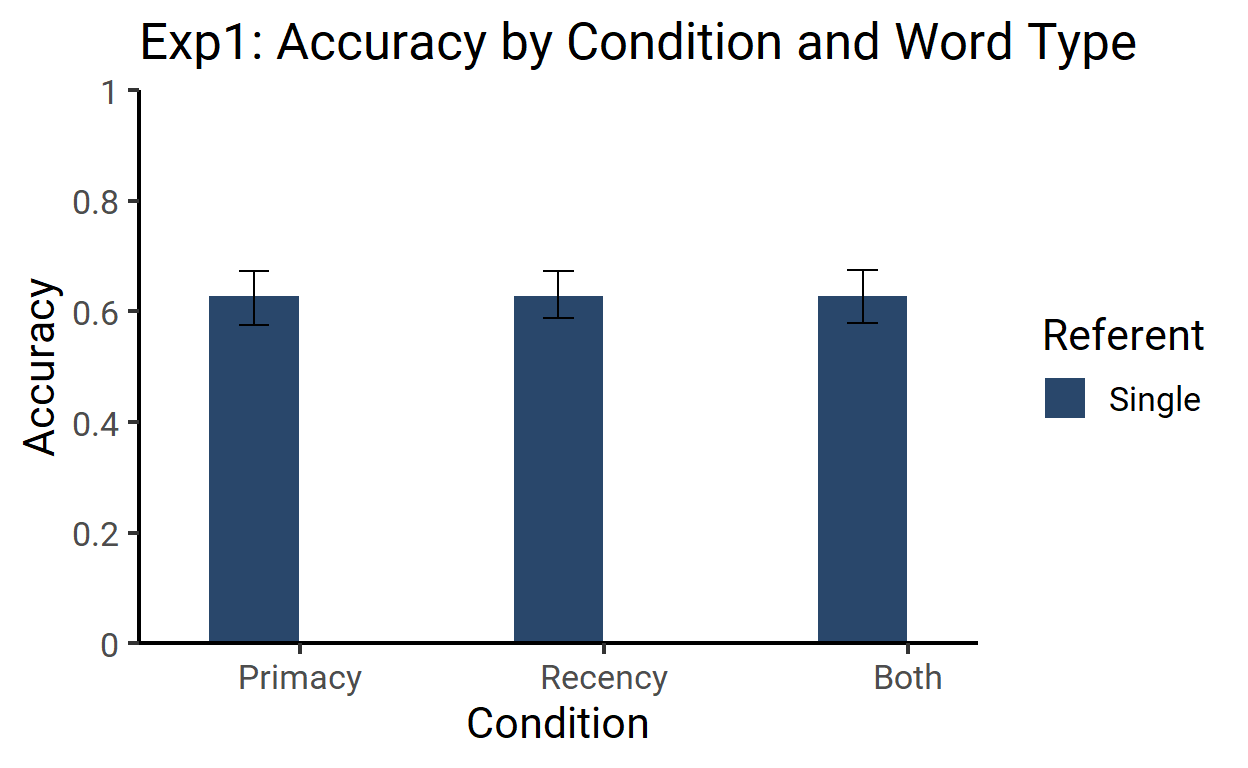 Exp1: Accuracy by Condition and Word Type
1
0.8
0.6
0.4
0.2
0
Accuracy
Primacy Recency Both
Condition
Referent
Single